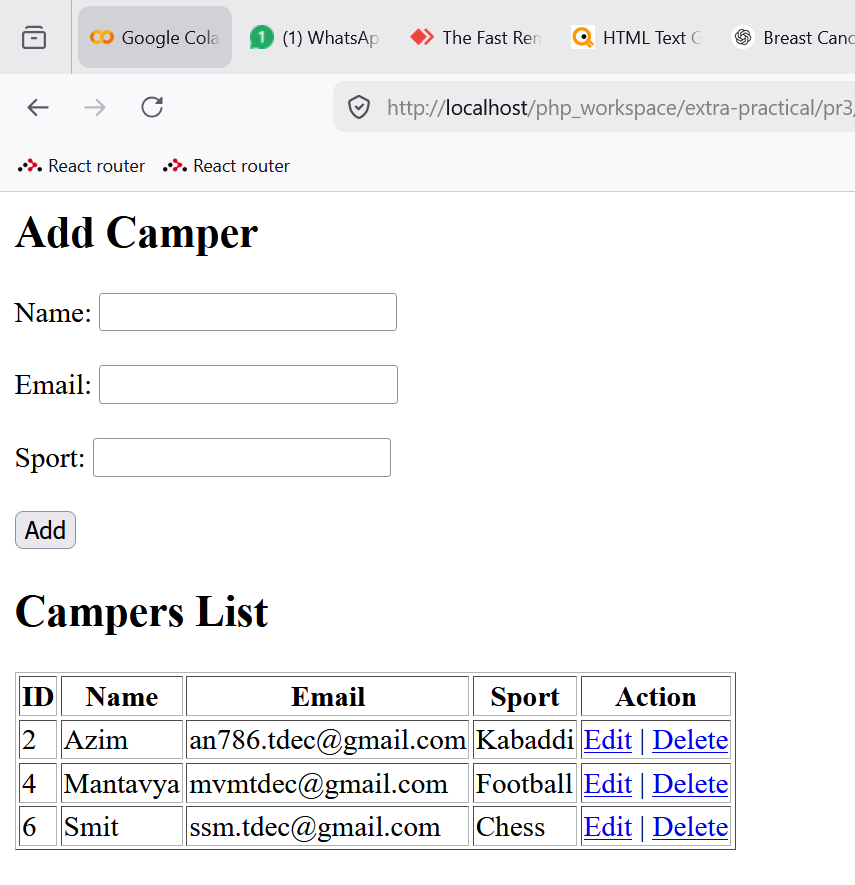 Google Cola
1 (1) WhatsAp
The Fast Ren
HTML Text G
Breast Canc
http://localhost/php_workspace/extra-practical/pr3/
React router React router
Add Camper
Name:
Email:
Sport:
Add
Campers List
ID Name Email Sport Action
2 Azim an786.tdec@gmail.com Kabaddi Edit | Delete
4 Mantavya mvmtdec@gmail.com Football Edit | Delete
6 Smit ssm.tdec@gmail.com Chess Edit | Delete